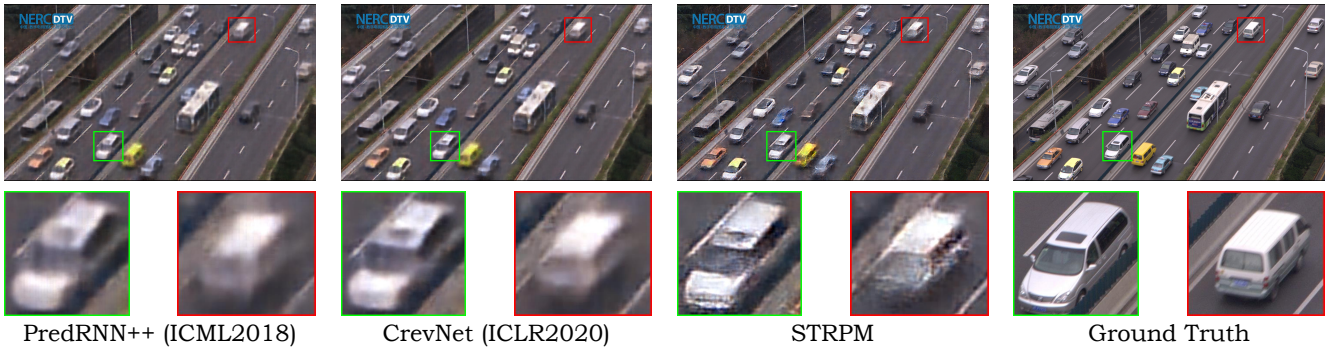 NERC DTV
NERC DTV
NERC DTV
NERC DTV
PredRNN++ (ICML2018)
CrevNet (ICLR2020)
STRPM
Ground Truth